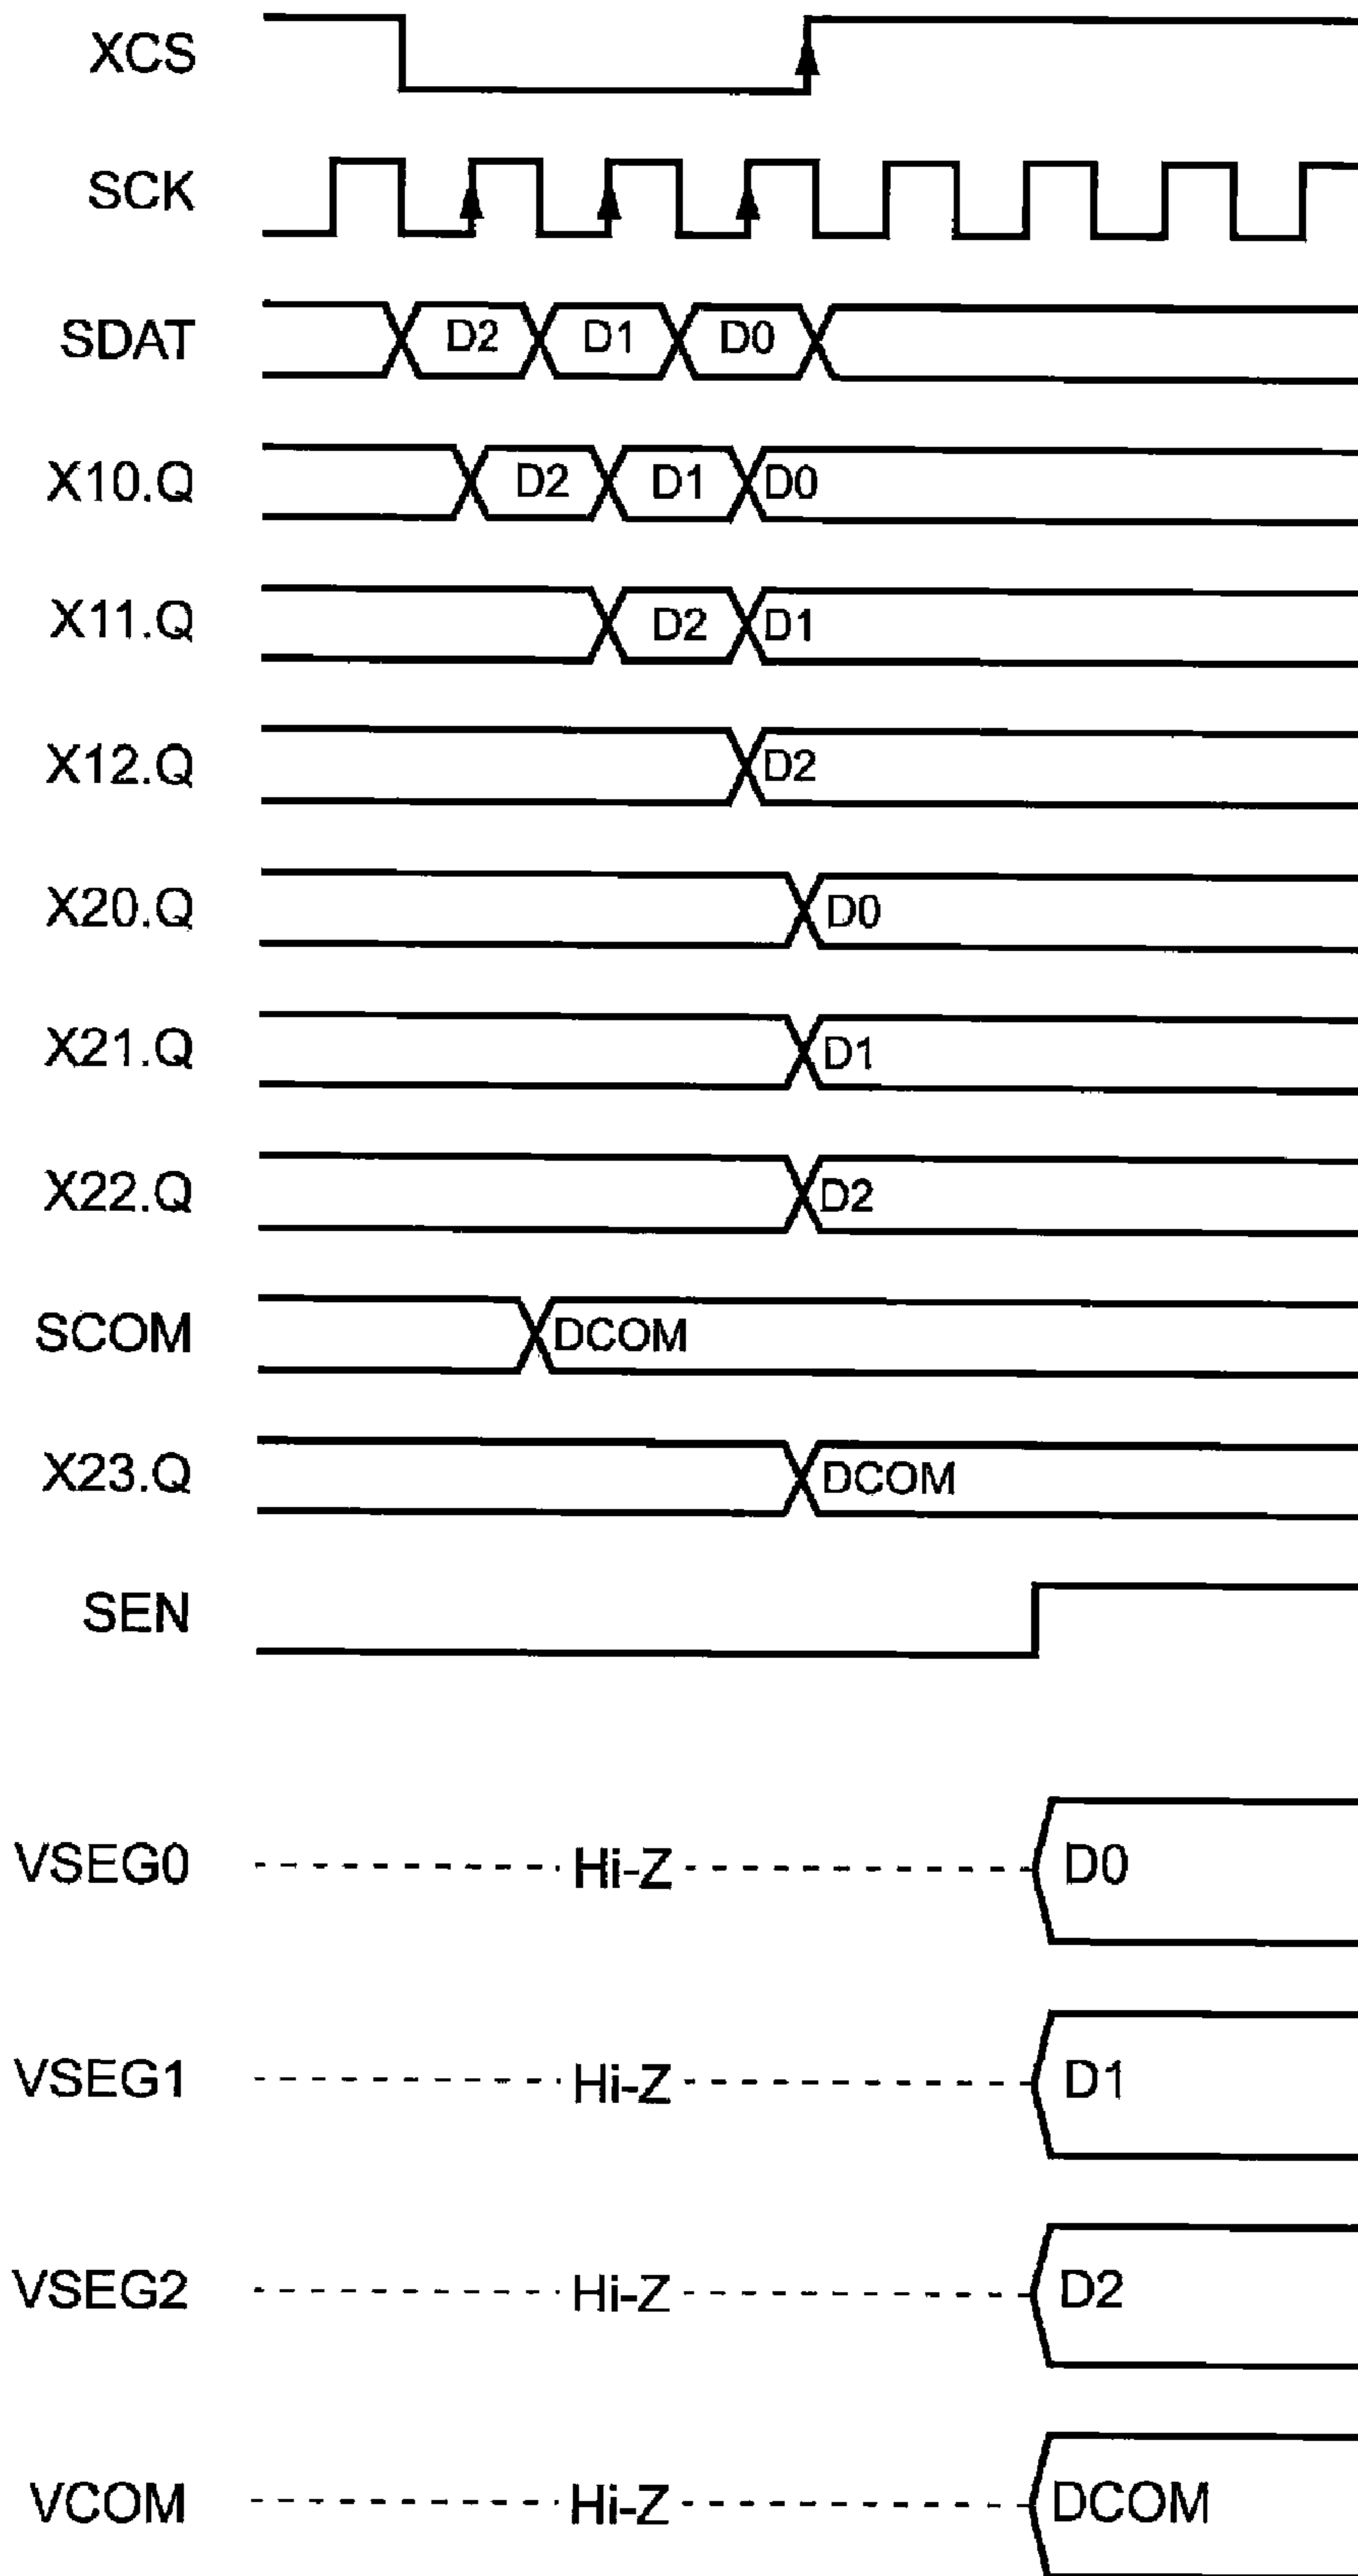 XCS
SCK
SDAT D2 D1 D0
X10.Q D2 D1 D0
X11.Q D2 D1
X12.Q D2
X20.Q D0
X21.Q D1
X22.Q D2
SCOM DCOM
X23.Q DCOM
SEN
VSEG0 Hi-Z D0
VSEG1 Hi-Z D1
VSEG2 Hi-Z D2
VCOM Hi-Z DCOM